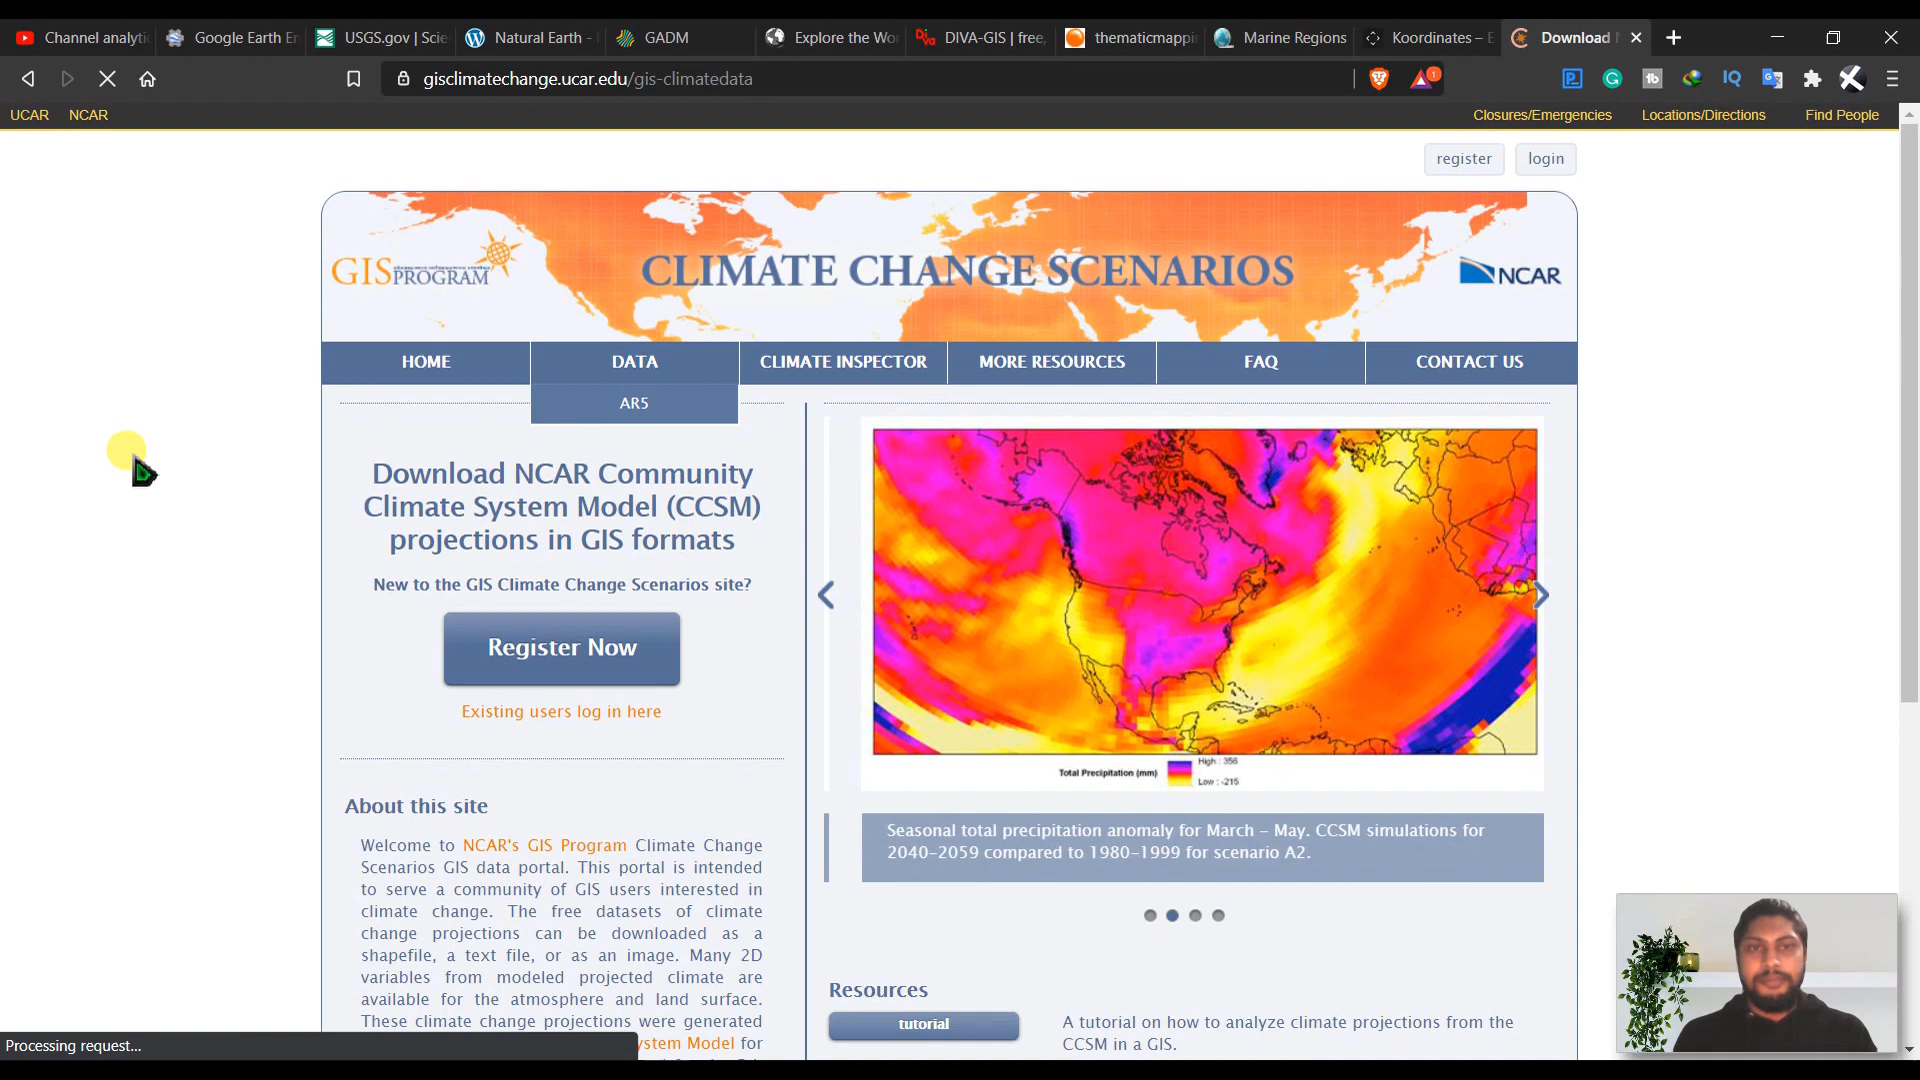 Channel analyti
Google Earth En
USGS.gov | Scie
Natural Earth -
GADM
Explore the Wor
DIVA-GIS | free,
thematicmappin
Marine Regions
Koordinates – E
Download
gisclimatechange.ucar.edu/gis-climatedata
UCAR NCAR
Closures/Emergencies Locations/Directions Find People
register login
GIS PROGRAM
CLIMATE CHANGE SCENARIOS
NCAR
HOME DATA CLIMATE INSPECTOR MORE RESOURCES FAQ CONTACT US
AR5
Download NCAR Community
Climate System Model (CCSM)
projections in GIS formats
New to the GIS Climate Change Scenarios site?
Register Now
Existing users log in here
About this site
Welcome to NCAR's GIS Program Climate Change
Scenarios GIS data portal. This portal is intended
to serve a community of GIS users interested in
climate change. The free datasets of climate
change projections can be downloaded as a
shapefile, a text file, or as an image. Many 2D
variables from modeled projected climate are
available for the atmosphere and land surface.
These climate change projections were generated
ystem Model for
Total Precipitation (mm)
High : 356
Low : -215
Seasonal total precipitation anomaly for March – May. CCSM simulations for
2040–2059 compared to 1980–1999 for scenario A2.
Resources
tutorial
A tutorial on how to analyze climate projections from the
CCSM in a GIS.
Processing request...